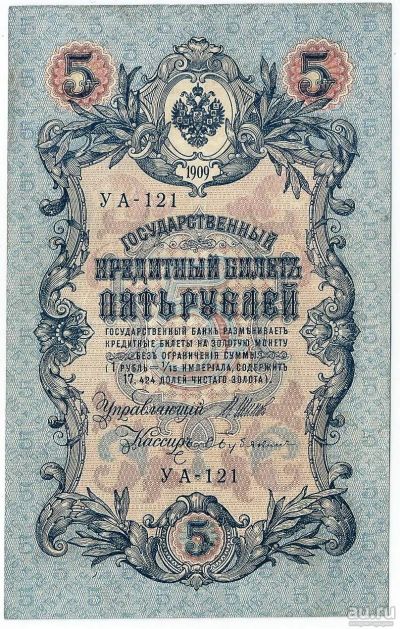 5 5
1909
УА-121
ГОСУДАРСТВЕННЫЙ
КРЕДИТНЫЙ БИЛЕТЪ
ПЯТЬ РУБЛЕЙ
ГОСУДАРСТВЕННЫЙ БАНКЪ РАЗМѢНИВАЕТЪ
КРЕДИТНЫЕ БИЛЕТЫ НА ЗОЛОТУЮ МОНЕТУ
БЕЗЪ ОГРАНИЧЕНІЯ СУММЫ
(1 РУБЛЬ = 1/15 ИМПЕРІАЛА, СОДЕРЖИТЪ
17,424 ДОЛЕЙ ЧИСТАГО ЗОЛОТА).
Управляющій
Кассиръ
УА-121
5
au.ru